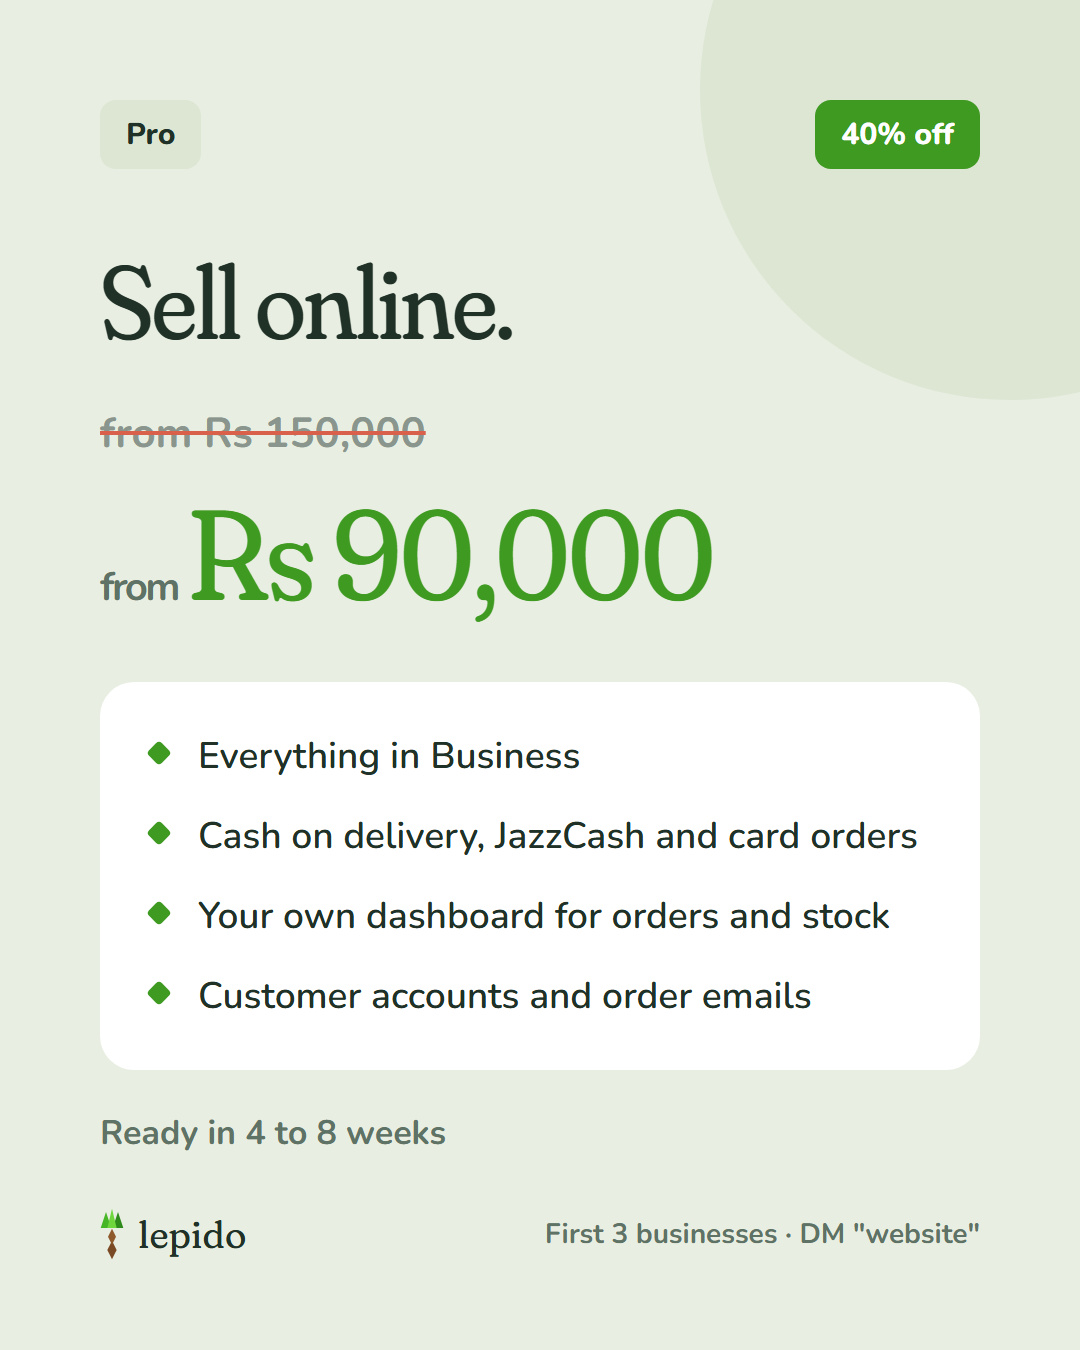 Pro
40% off
Sell online.
from Rs 150,000
from Rs 90,000
Everything in Business
Cash on delivery, JazzCash and card orders
Your own dashboard for orders and stock
Customer accounts and order emails
Ready in 4 to 8 weeks
lepido
First 3 businesses · DM "website"